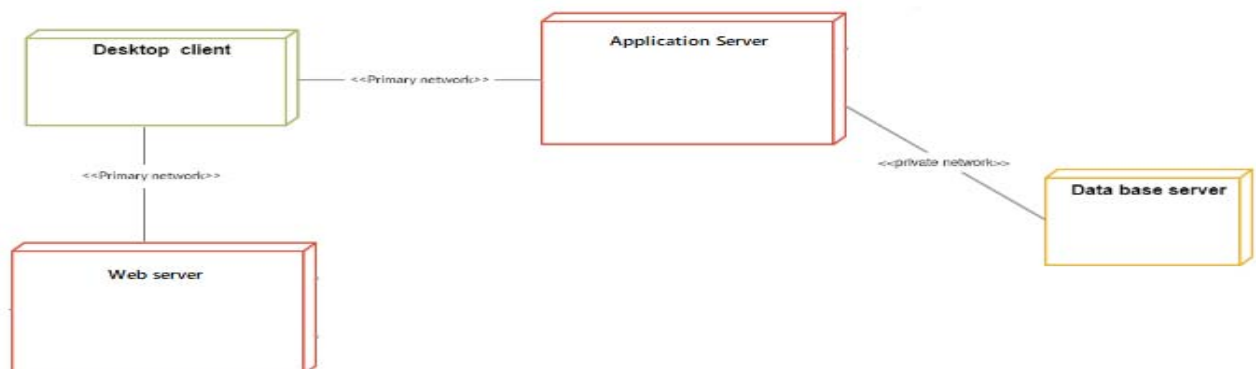 Desktop client
Application Server
<<Primary network>>
<<Primary network>>
<<private network>>
Data base server
Web server